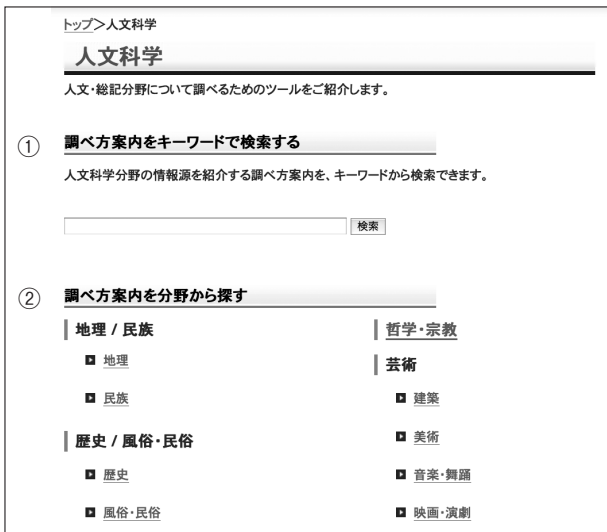 トップ>人文科学
人文科学
人文・総記分野について調べるためのツールをご紹介します。
① 調べ方案内をキーワードで検索する
人文科学分野の情報源を紹介する調べ方案内を、キーワードから検索できます。
検索
② 調べ方案内を分野から探す
地理 / 民族
地理
民族
歴史 / 風俗・民俗
歴史
風俗・民俗
哲学・宗教
芸術
建築
美術
音楽・舞踊
映画・演劇